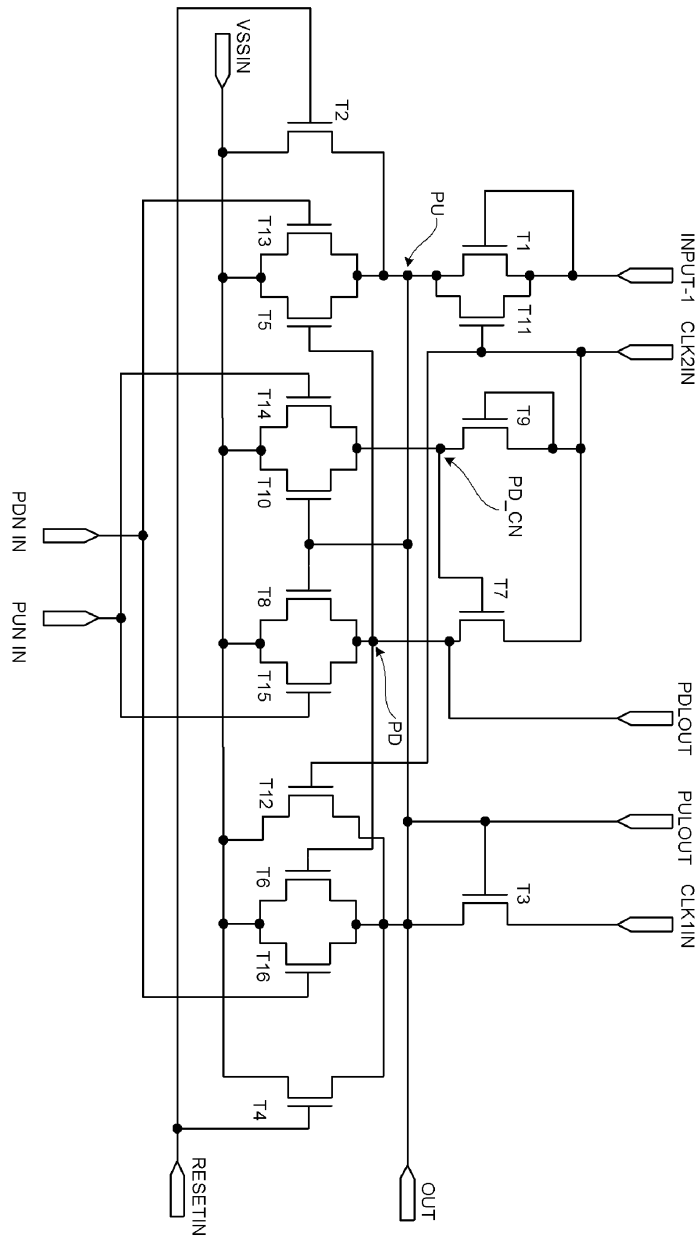 INPUT-1
CLK2IN
PDLOUT
PULOUT
CLK1IN
T1
T11
T9
T7
T3
PU
PD_CN
PD
OUT
T2
T13
T5
T14
T10
T8
T15
T12
T6
T16
T4
VSSIN
RESETIN
PDN IN
PUN IN